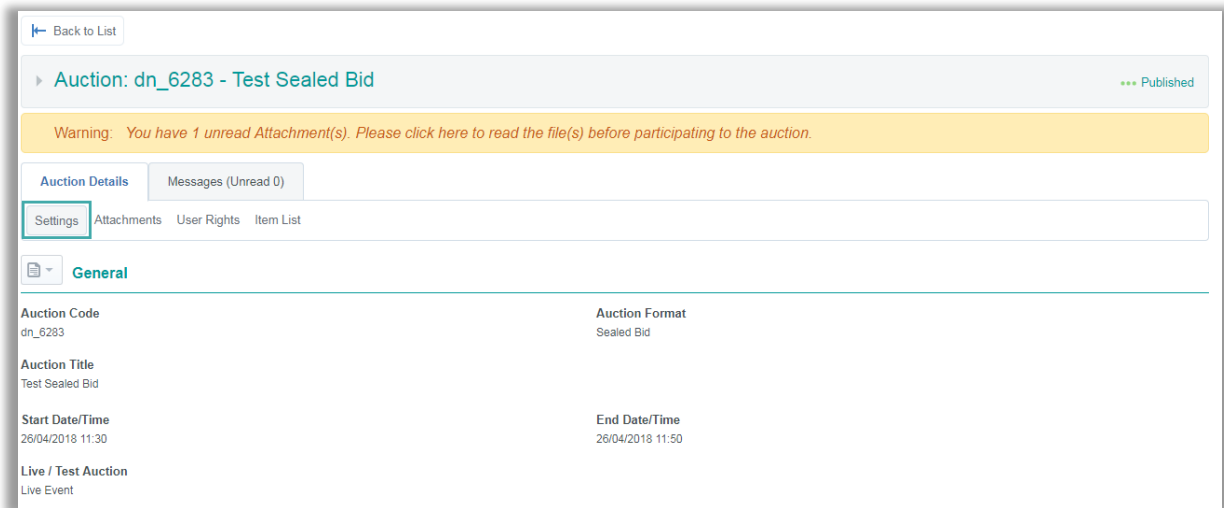 Back to List
Auction: dn_6283 - Test Sealed Bid
Published
Warning: You have 1 unread Attachment(s). Please click here to read the file(s) before participating to the auction.
Auction Details Messages (Unread 0)
Settings Attachments User Rights Item List
General
Auction Code
dn_6283
Auction Format
Sealed Bid
Auction Title
Test Sealed Bid
Start Date/Time
26/04/2018 11:30
End Date/Time
26/04/2018 11:50
Live / Test Auction
Live Event